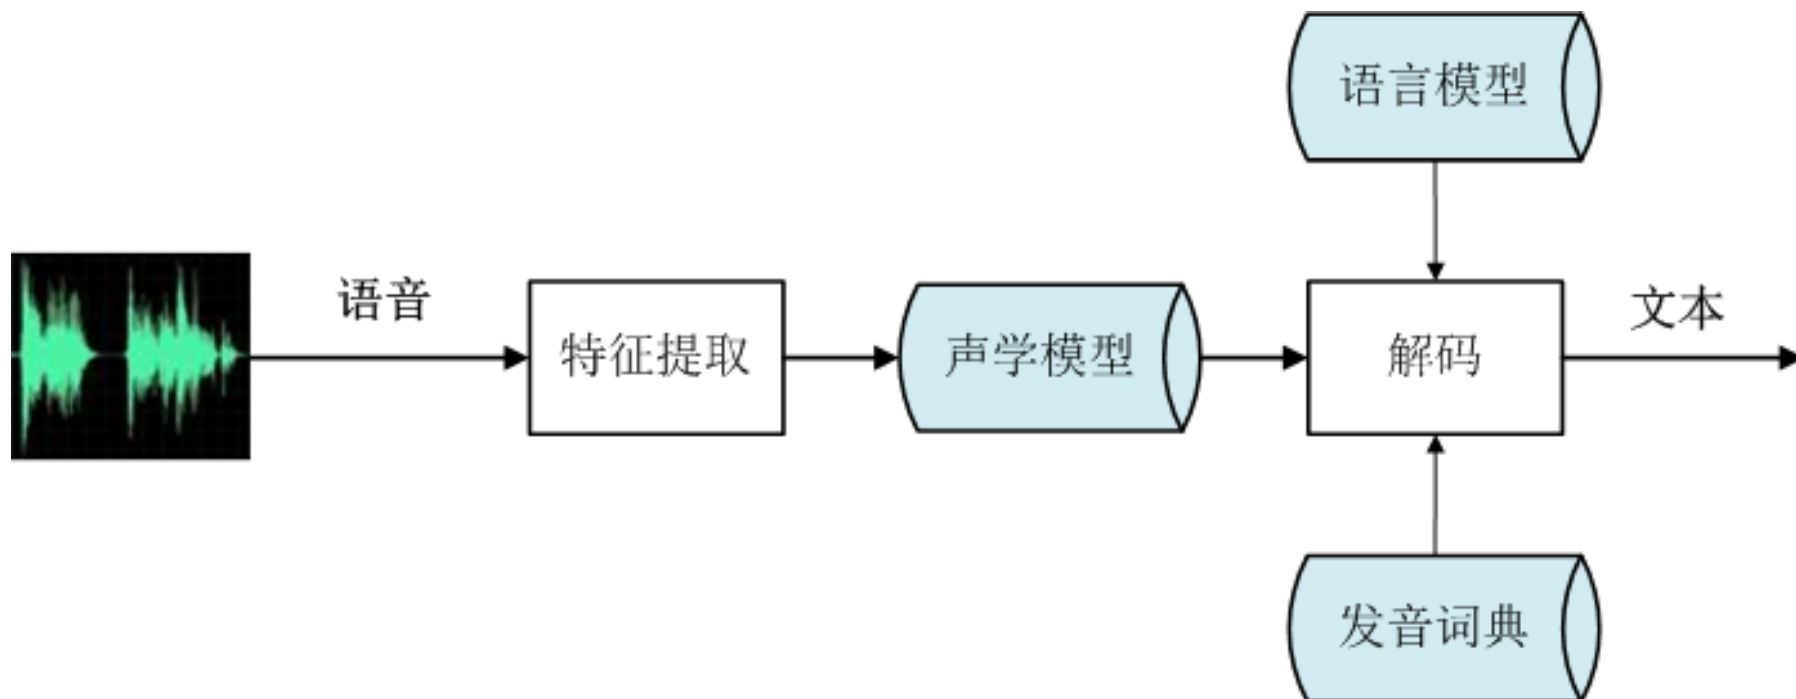 语言模型
语音
特征提取
声学模型
解码
文本
发音词典